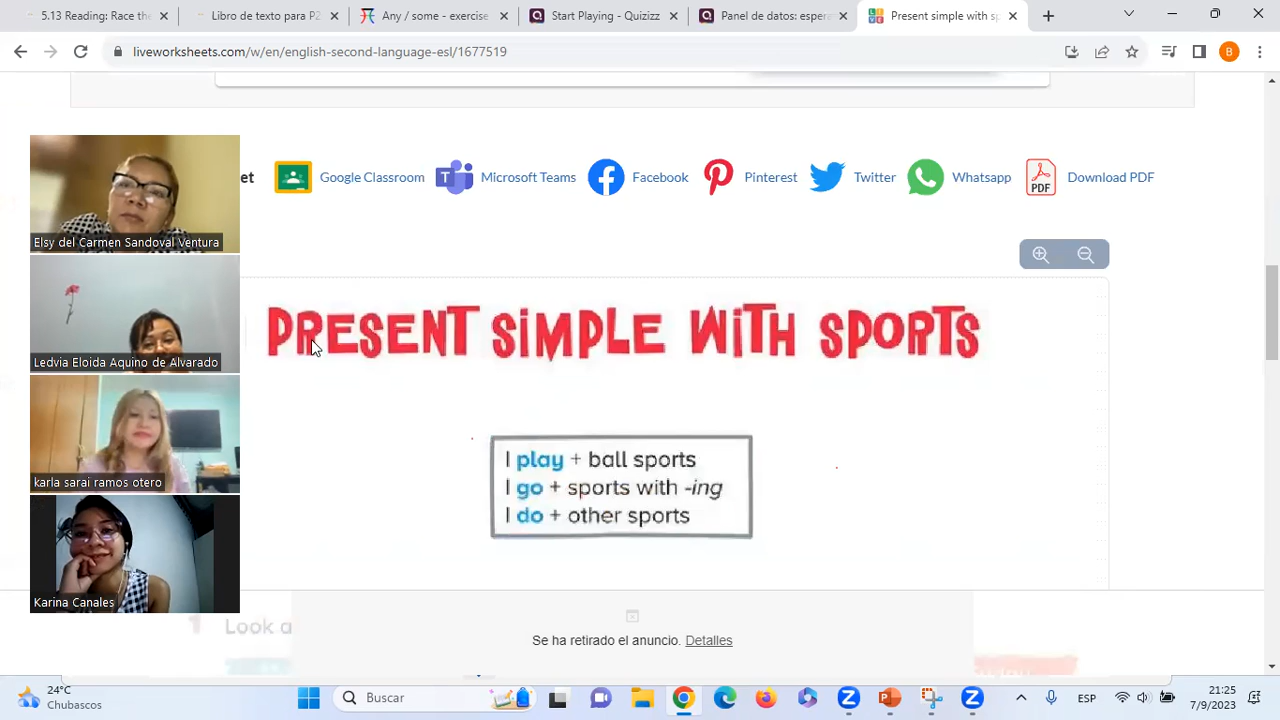 5.13 Reading: Race the
Libro de texto para P2
Any / some: exercise
Start Playing - Quizizz
Panel de datos: espera
Present simple with sp
liveworksheets.com/w/en/english-second-language-esl/1677519
B
et
Google Classroom
Microsoft Teams
Facebook
Pinterest
Twitter
Whatsapp
PDF
Download PDF
Elsy del Carmen Sandoval Ventura
PRESENT SiMPLE WiTH SPORTS
Ledvia Eloida Aquino de Alvarado
I play + ball sports
I go + sports with -ing
I do + other sports
karla sarai ramos otero
Karina Canales
1 Look a
Se ha retirado el anuncio. Detalles
24°C
Chubascos
Buscar
ESP
21:25
7/9/2023